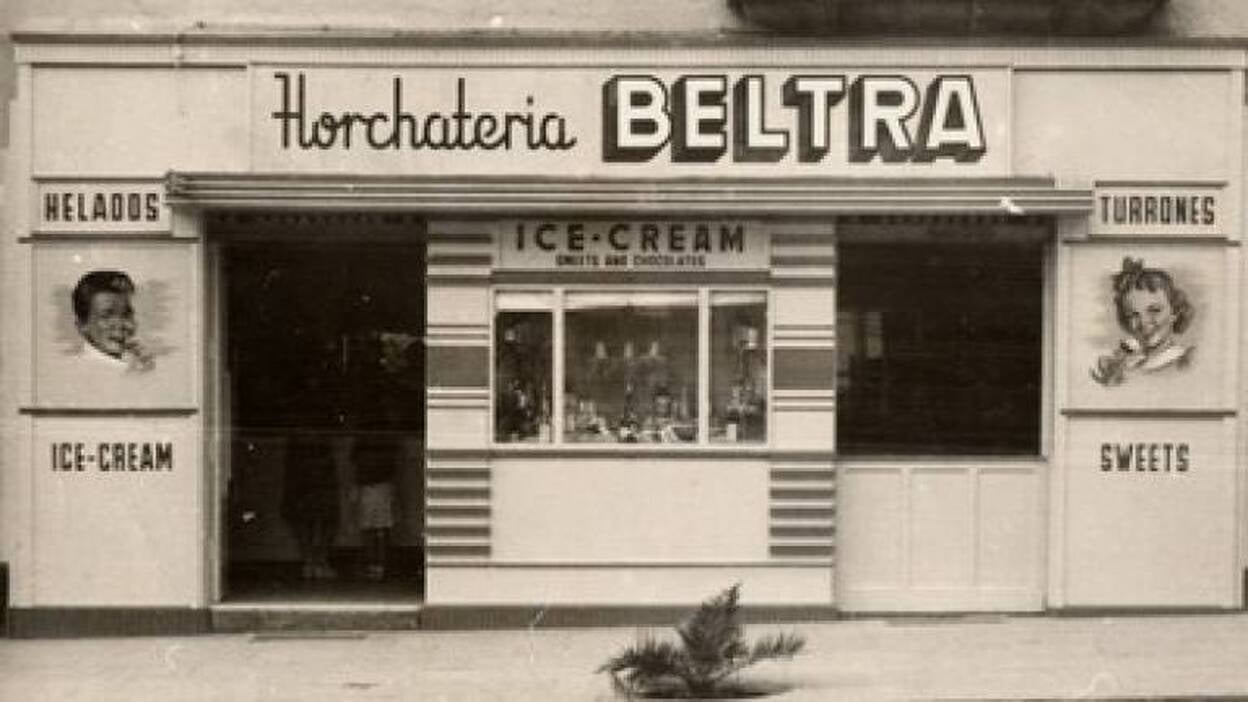 Horchateria BELTRA
HELADOS
TURRONES
ICE-CREAM
SWEETS AND CHOCOLATES
ICE-CREAM
SWEETS